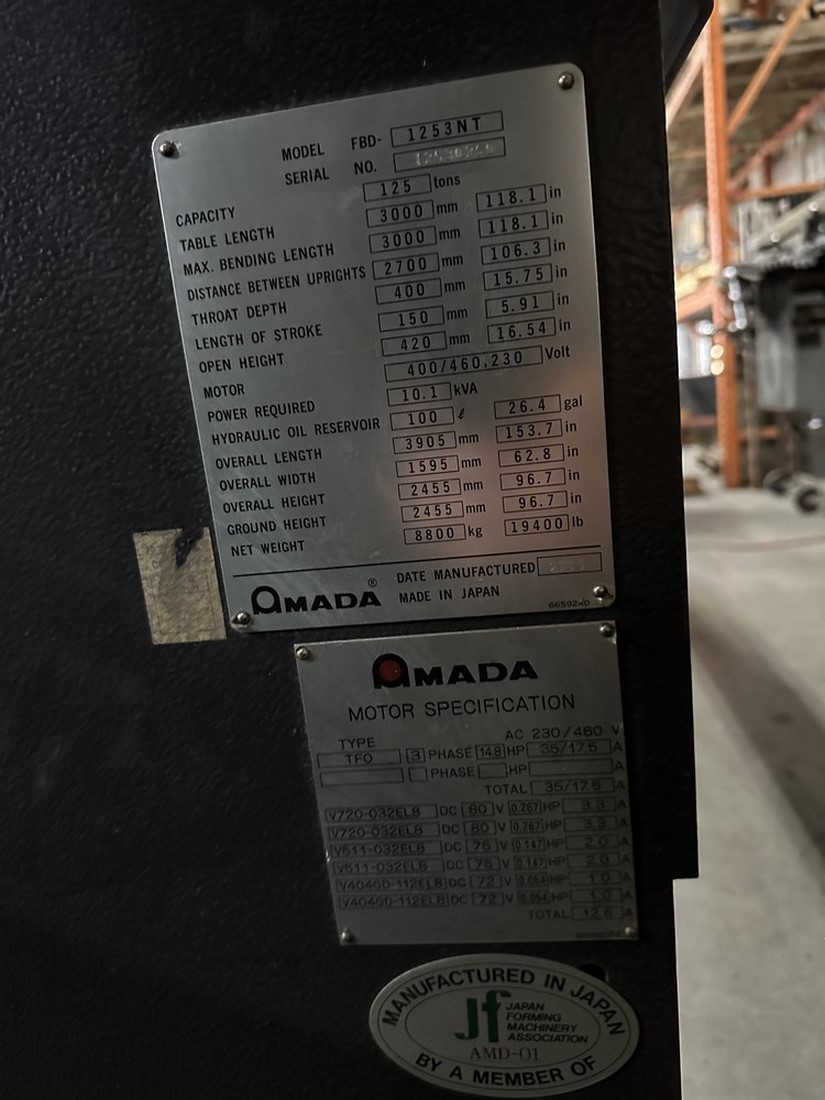 MODEL FBD- 1253NT
SERIAL NO.
CAPACITY 125 tons
TABLE LENGTH 3000 mm 118.1 in
MAX. BENDING LENGTH 3000 mm 118.1 in
DISTANCE BETWEEN UPRIGHTS 2700 mm 106.3 in
THROAT DEPTH 400 mm 15.75 in
LENGTH OF STROKE 150 mm 5.91 in
OPEN HEIGHT 420 mm 16.54 in
MOTOR 400/460,230 Volt
POWER REQUIRED 10.1 kVA
HYDRAULIC OIL RESERVOIR 100 ℓ 26.4 gal
OVERALL LENGTH 3905 mm 153.7 in
OVERALL WIDTH 1595 mm 62.8 in
OVERALL HEIGHT 2455 mm 96.7 in
GROUND HEIGHT 2455 mm 96.7 in
NET WEIGHT 8800 kg 19400 lb
AMADA® DATE MANUFACTURED
MADE IN JAPAN
AMADA
MOTOR SPECIFICATION
TYPE AC 230/460 V
TFO 3 PHASE 14.8 HP 35/17.5 A
PHASE HP A
TOTAL 35/17.5 A
V720-032EL8 DC 80 V 0.267 HP 3.3 A
V720-032EL8 DC 80 V 0.267 HP 3.3 A
V511-032EL8 DC 75 V 0.147 HP 2.0 A
V511-032EL8 DC 75 V 0.147 HP 2.0 A
V404GD-112EL8 DC 72 V 0.054 HP 1.0 A
V404GD-112EL8 DC 72 V 0.054 HP 1.0 A
TOTAL 12.6 A
MANUFACTURED IN JAPAN
Jf JAPAN
FORMING
MACHINERY
ASSOCIATION
AMD-01
BY A MEMBER OF